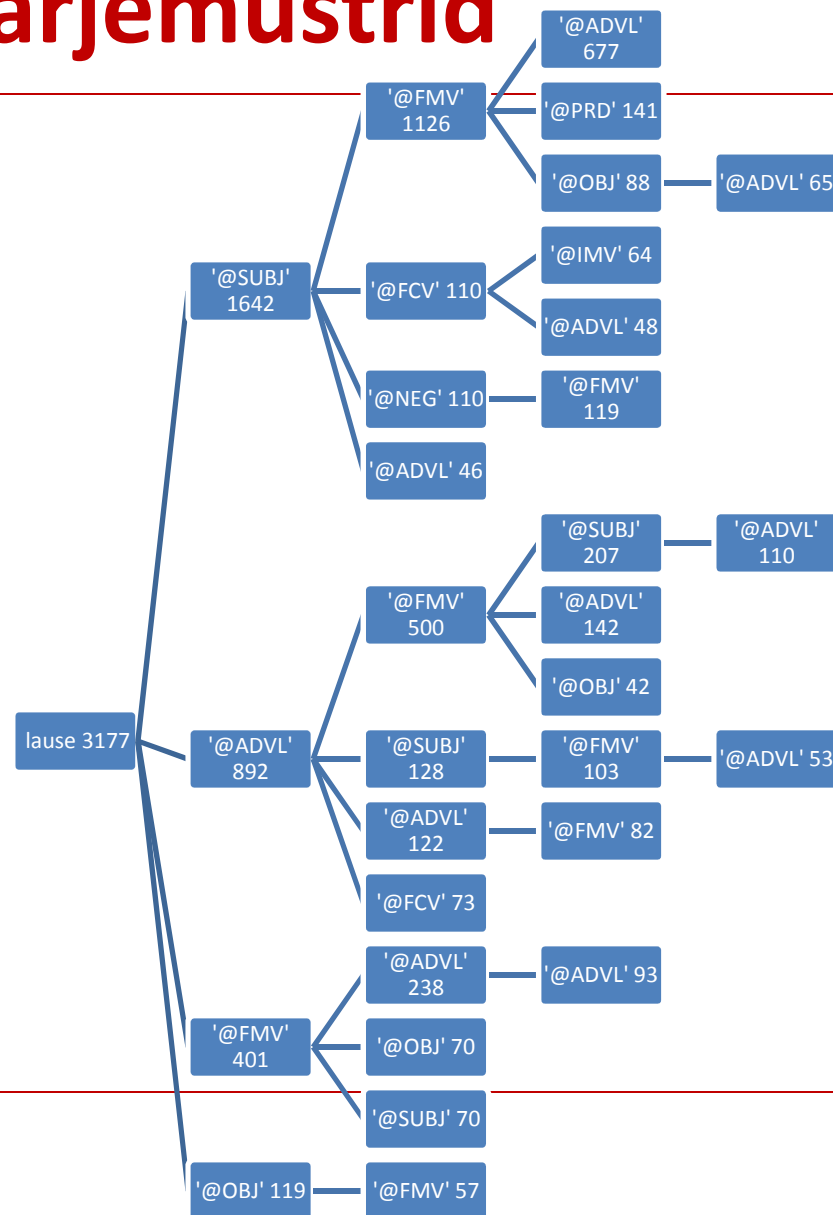 ärjemustrid
'@ADVL'
677
'@FMV'
1126
'@PRD' 141
'@OBJ' 88
'@ADVL' 65
'@SUBJ'
1642
'@FCV' 110
'@IMV' 64
'@ADVL' 48
'@NEG' 110
'@FMV'
119
'@ADVL' 46
'@SUBJ'
207
'@ADVL'
110
'@FMV'
500
'@ADVL'
142
'@OBJ' 42
lause 3177
'@ADVL'
892
'@SUBJ'
128
'@FMV'
103
'@ADVL' 53
'@ADVL'
122
'@FMV' 82
'@FCV' 73
'@ADVL'
238
'@ADVL' 93
'@FMV'
401
'@OBJ' 70
'@SUBJ' 70
'@OBJ' 119
'@FMV' 57